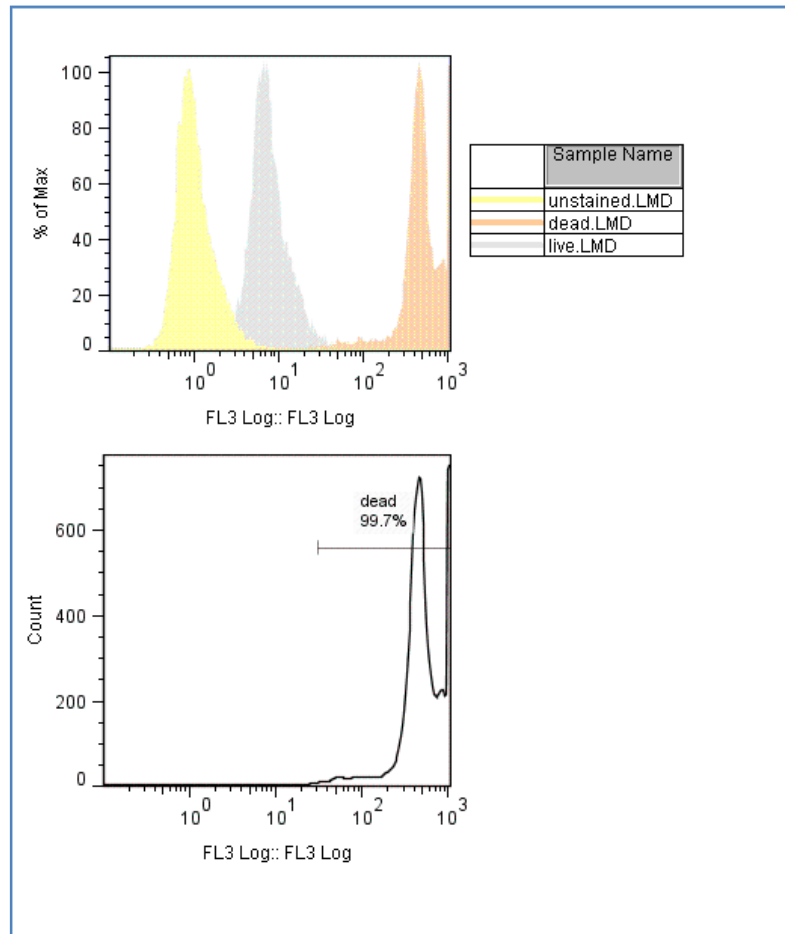 100
80
60
40
20
0
% of Max
10^0 10^1 10^2 10^3
FL3 Log:: FL3 Log
Sample Name
unstained.LMD
dead.LMD
live.LMD
dead
99.7%
600
400
200
0
Count
10^0 10^1 10^2 10^3
FL3 Log:: FL3 Log